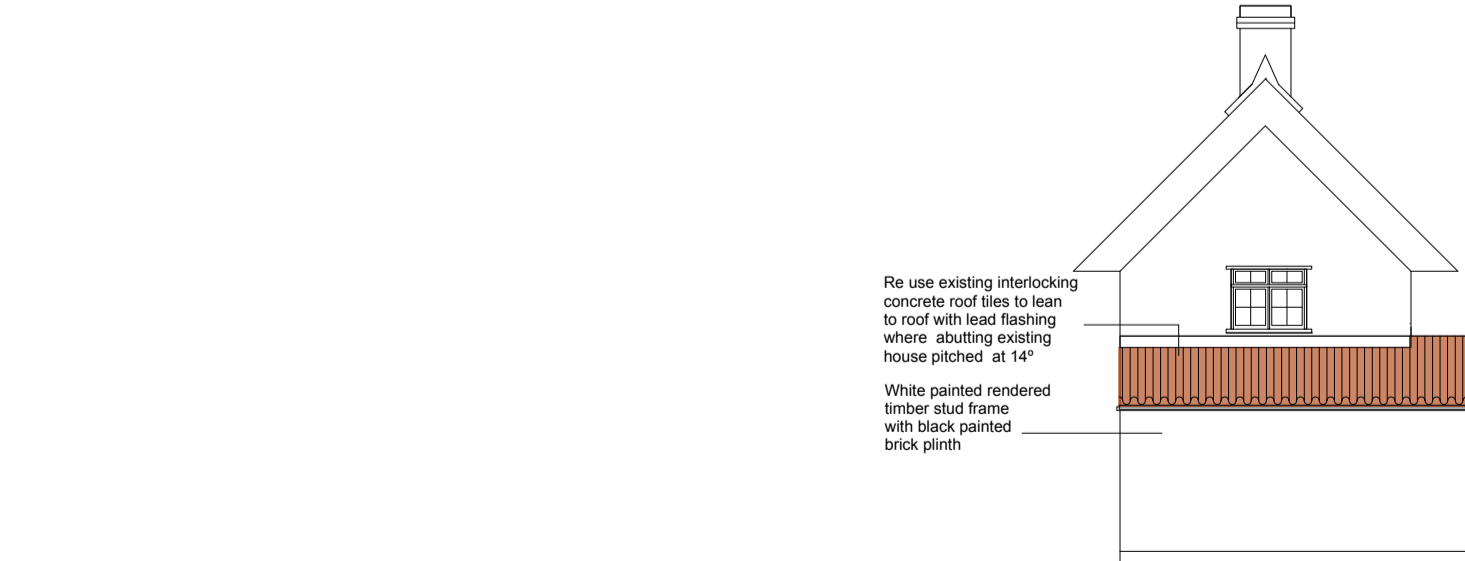 Re use existing interlocking
concrete roof tiles to lean
to roof with lead flashing
where abutting existing
house pitched at 14º
White painted rendered
timber stud frame
with black painted
brick plinth